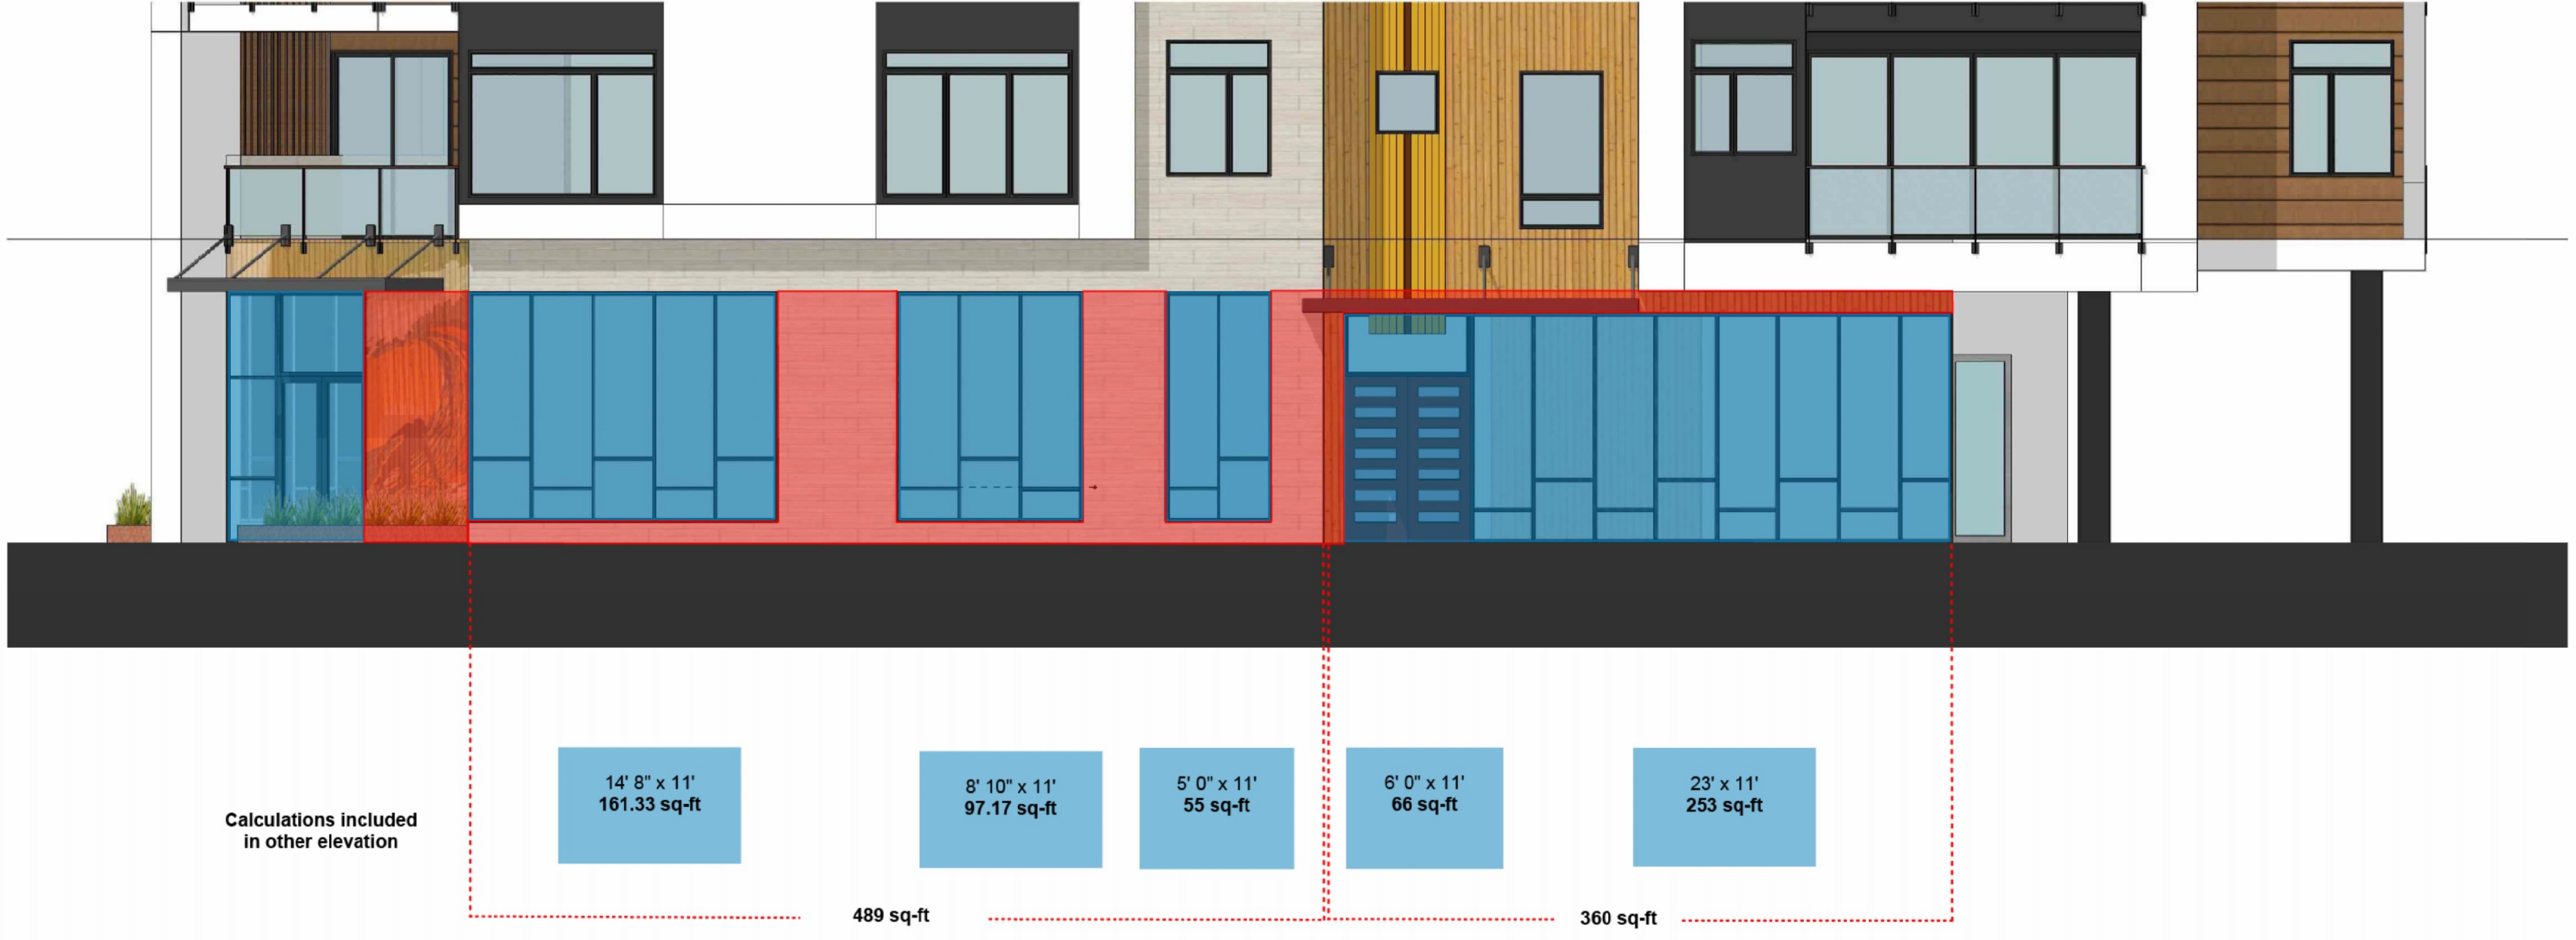 14' 8" x 11'
161.33 sq-ft
8' 10" x 11'
97.17 sq-ft
5' 0" x 11'
55 sq-ft
6' 0" x 11'
66 sq-ft
23' x 11'
253 sq-ft
Calculations included
in other elevation
489 sq-ft
360 sq-ft